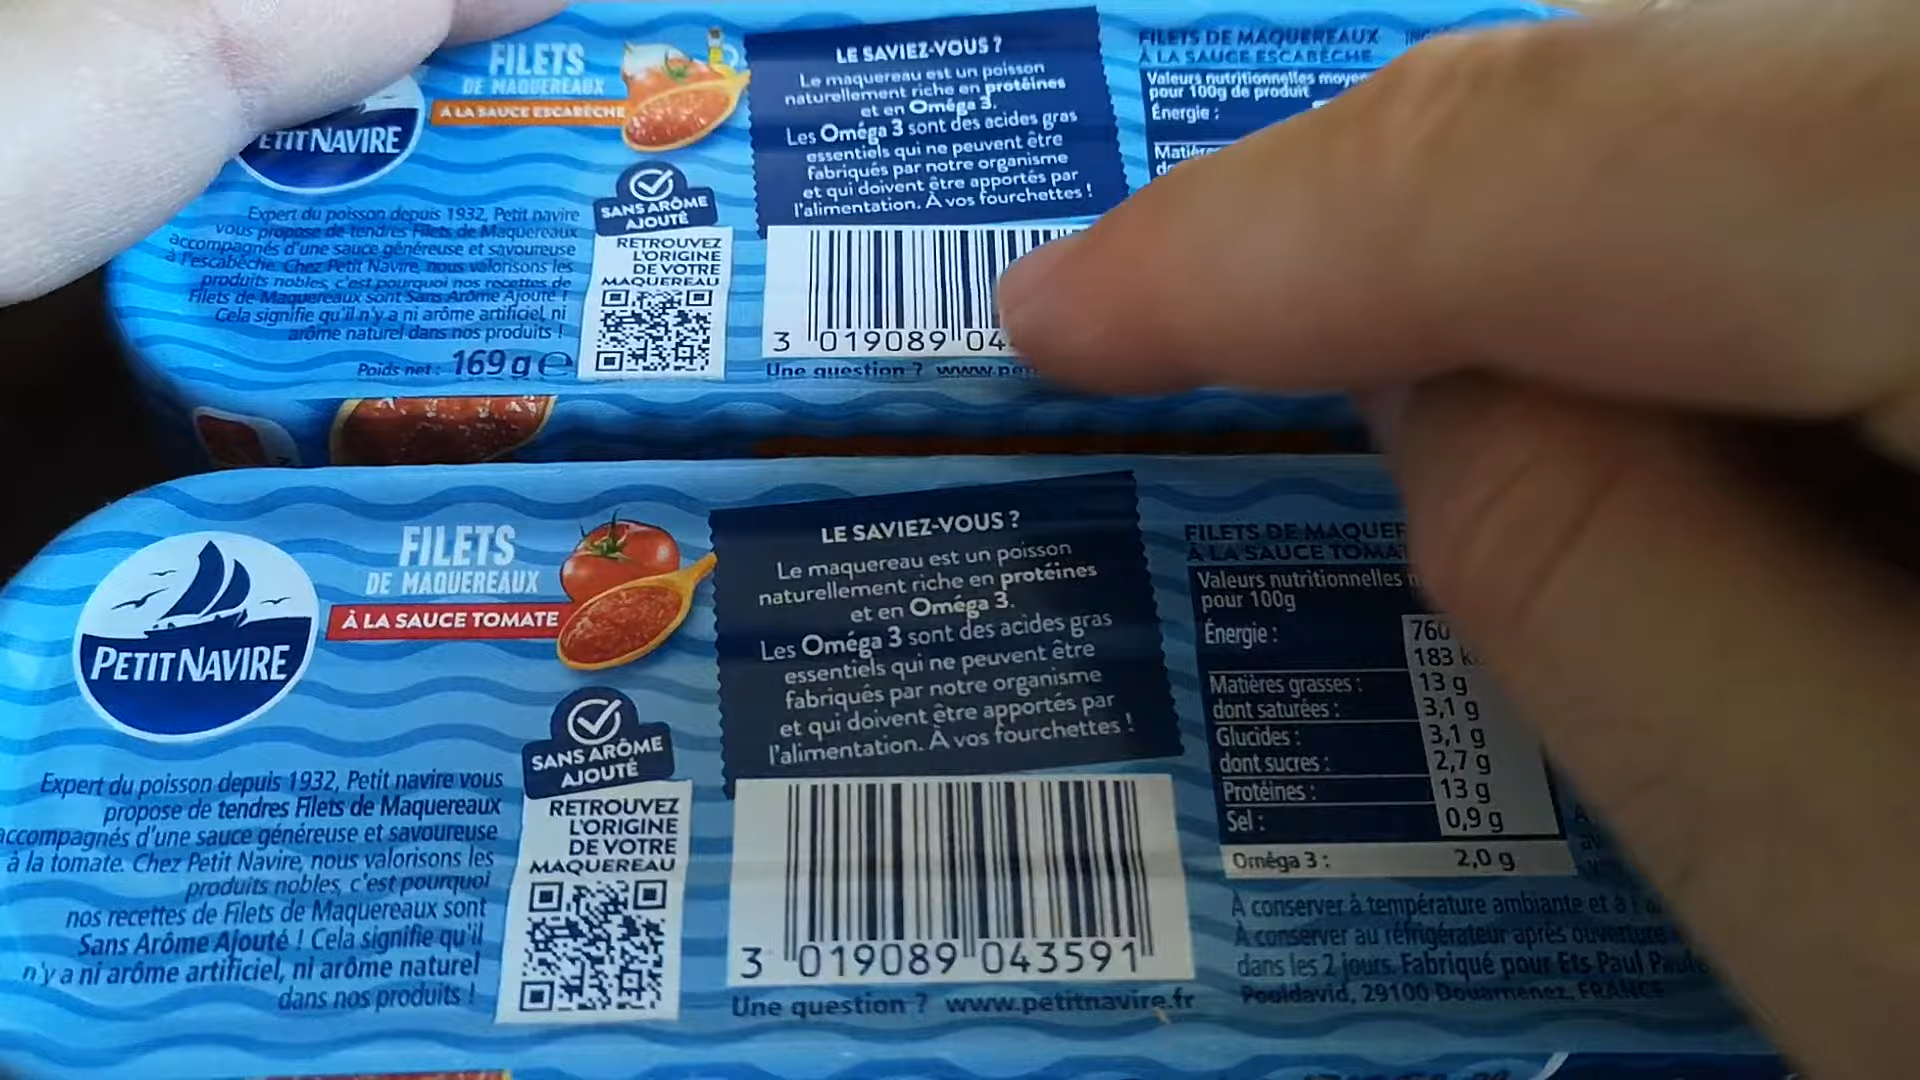 FILETS
DE MAQUEREAUX
À LA SAUCE ESCABÈCHE
PETIT NAVIRE
Expert du poisson depuis 1932, Petit navire
vous propose de tendres Filets de Maquereaux
accompagnés d'une sauce généreuse et savoureuse
à l'escabèche. Chez Petit Navire, nous valorisons les
produits nobles, c'est pourquoi nos recettes de
Filets de Maquereaux sont Sans Arôme Ajouté !
Cela signifie qu'il n'y a ni arôme artificiel, ni
arôme naturel dans nos produits !
Poids net : 169 g e
SANS ARÔME
AJOUTÉ
RETROUVEZ
L'ORIGINE
DE VOTRE
MAQUEREAU
LE SAVIEZ-VOUS ?
Le maquereau est un poisson
naturellement riche en protéines
et en Oméga 3.
Les Oméga 3 sont des acides gras
essentiels qui ne peuvent être
fabriqués par notre organisme
et qui doivent être apportés par
l'alimentation. À vos fourchettes !
3 019089 04
Une question ? www.pet
FILETS DE MAQUEREAUX
À LA SAUCE ESCABÈCHE
Valeurs nutritionnelles moyen
pour 100g de produit
Énergie :
Matière
FILETS
DE MAQUEREAUX
À LA SAUCE TOMATE
PETIT NAVIRE
Expert du poisson depuis 1932, Petit navire vous
propose de tendres Filets de Maquereaux
accompagnés d'une sauce généreuse et savoureuse
à la tomate. Chez Petit Navire, nous valorisons les
produits nobles, c'est pourquoi
nos recettes de Filets de Maquereaux sont
Sans Arôme Ajouté ! Cela signifie qu'il
n'y a ni arôme artificiel, ni arôme naturel
dans nos produits !
SANS ARÔME
AJOUTÉ
RETROUVEZ
L'ORIGINE
DE VOTRE
MAQUEREAU
LE SAVIEZ-VOUS ?
Le maquereau est un poisson
naturellement riche en protéines
et en Oméga 3.
Les Oméga 3 sont des acides gras
essentiels qui ne peuvent être
fabriqués par notre organisme
et qui doivent être apportés par
l'alimentation. À vos fourchettes !
3 019089 043591
Une question ? www.petitnavire.fr
FILETS DE MAQUER
À LA SAUCE TOMA
Valeurs nutritionnelles
pour 100g
Énergie : 760
183 k
Matières grasses : 13 g
dont saturées : 3,1 g
Glucides : 3,1 g
dont sucres : 2,7 g
Protéines : 13 g
Sel : 0,9 g
Oméga 3 : 2,0 g
À conserver à température ambiante et à
À conserver au réfrigérateur après ouverture
dans les 2 jours. Fabriqué pour Ets Paul Paule
Pouldavid, 29100 Douarnenez, FRANCE